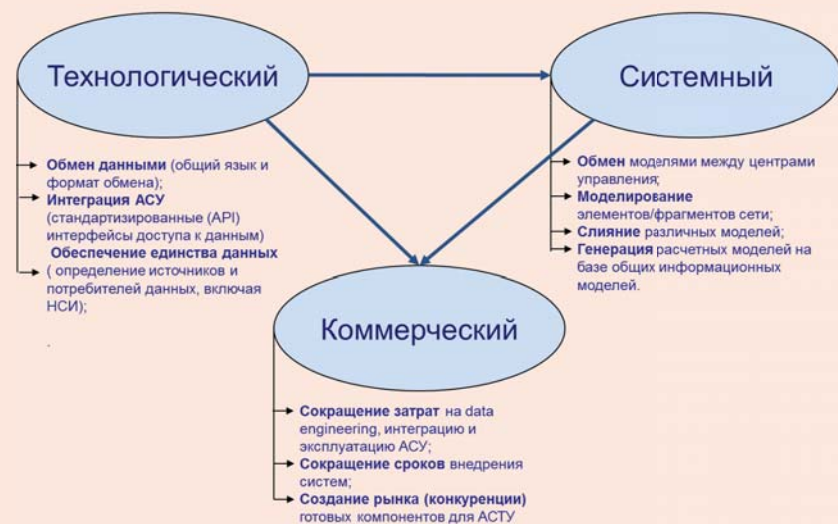 Технологический
Обмен данными (общий язык и
формат обмена);
Интеграция АСУ
(стандартизированные (API)
интерфейсы доступа к данным)
Обеспечение единства данных
( определение источников и
потребителей данных, включая
НСИ);
.
Системный
Обмен моделями между центрами
управления;
Моделирование
элементов/фрагментов сети;
Слияние различных моделей;
Генерация расчетных моделей на
базе общих информационных
моделей.
Коммерческий
Сокращение затрат на data
engineering, интеграцию и
эксплуатацию АСУ;
Сокращение сроков внедрения
систем;
Создание рынка (конкуренции)
готовых компонентов для АСТУ